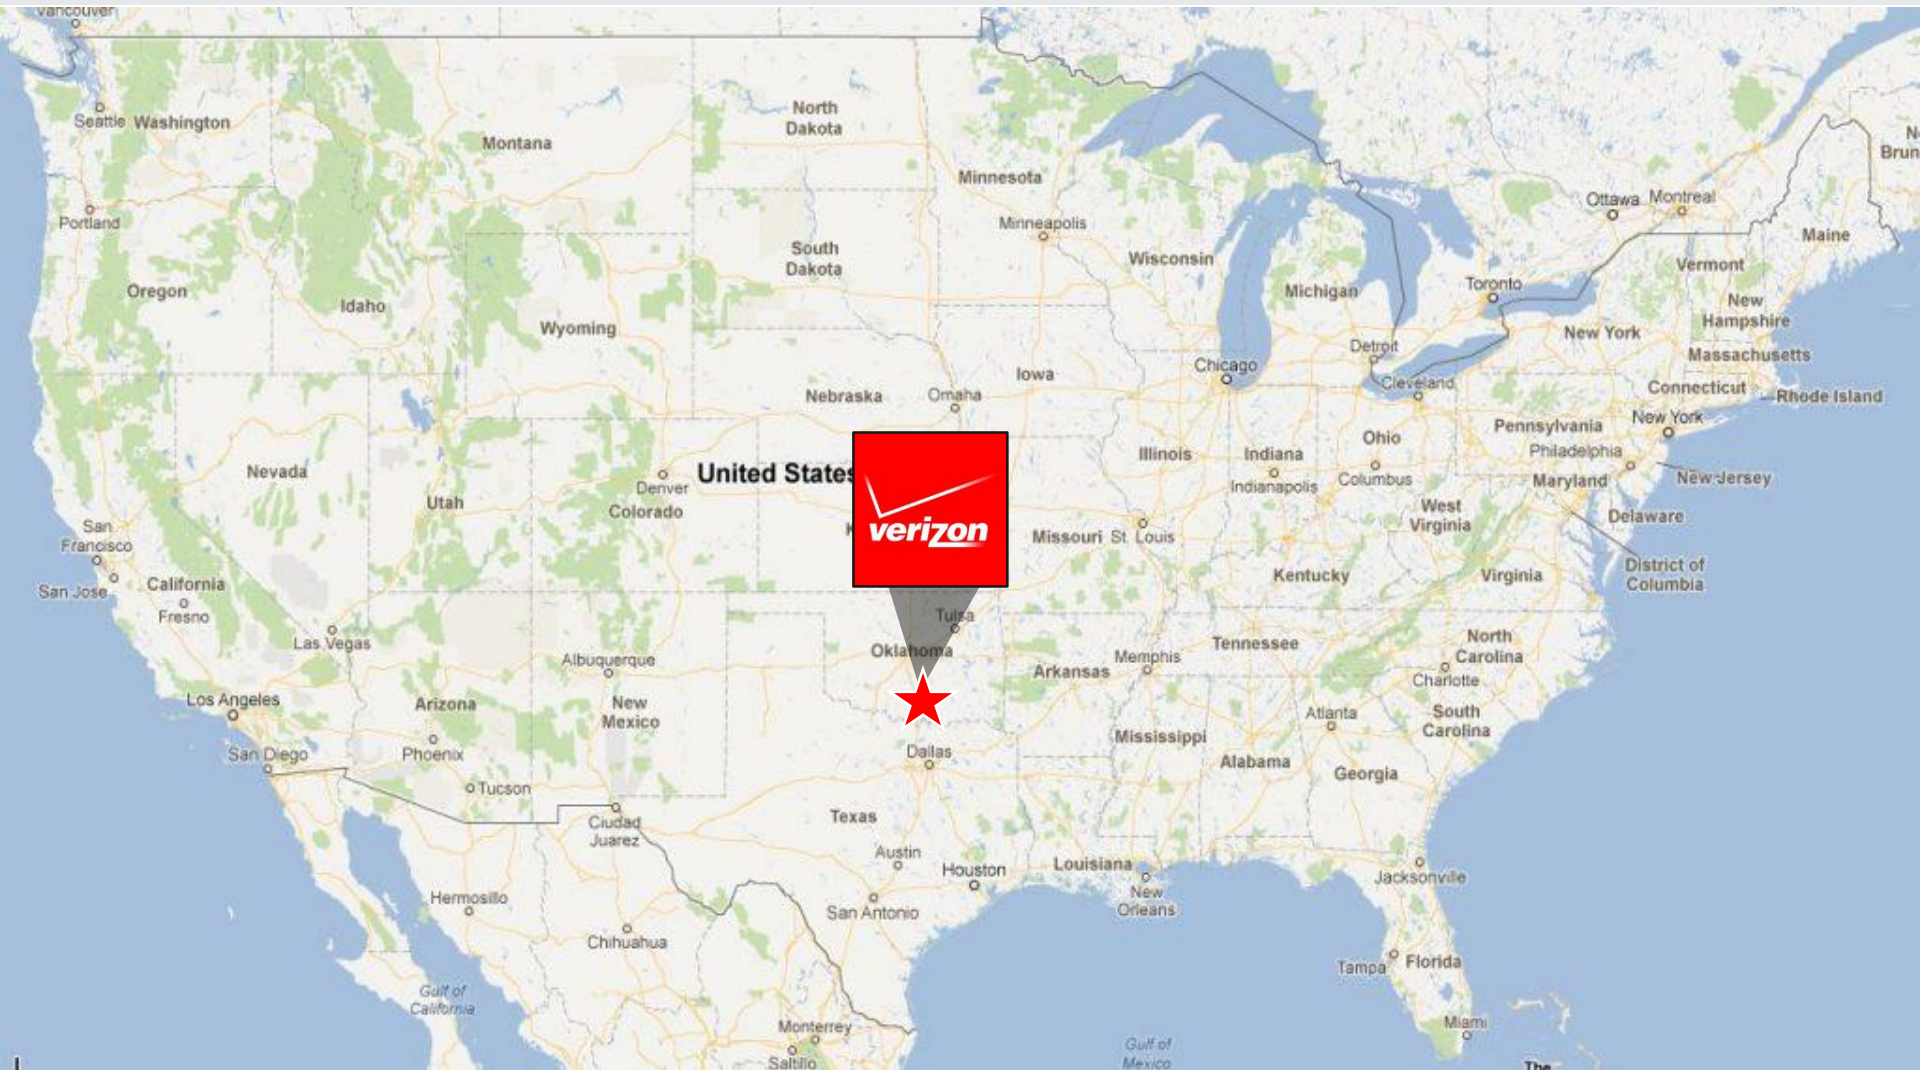 Vancouver
Seattle
Washington
Portland
Oregon
Idaho
Montana
North
Dakota
South
Dakota
Minnesota
Minneapolis
Wisconsin
Michigan
Ottawa
Montreal
Toronto
Maine
Vermont
New
Hampshire
New York
Massachusetts
Connecticut
Rhode Island
New York
Wyoming
Nebraska
Omaha
Iowa
Chicago
Detroit
Cleveland
Pennsylvania
Philadelphia
New Jersey
Maryland
Delaware
District of
Columbia
Nevada
Utah
Denver
Colorado
United States
verizon
Missouri
St. Louis
Illinois
Indiana
Indianapolis
Ohio
Columbus
West
Virginia
Virginia
Kentucky
San
Francisco
San Jose
California
Fresno
Las Vegas
Los Angeles
San Diego
Arizona
Phoenix
Tucson
Albuquerque
New
Mexico
Tulsa
Oklahoma
Arkansas
Memphis
Tennessee
North
Carolina
Charlotte
South
Carolina
Atlanta
Georgia
Alabama
Mississippi
Dallas
Texas
Austin
Houston
San Antonio
Louisiana
New
Orleans
Jacksonville
Tampa
Florida
Miami
Ciudad
Juarez
Hermosillo
Chihuahua
Gulf of
California
Monterrey
Saltillo
Gulf of
Mexico
The